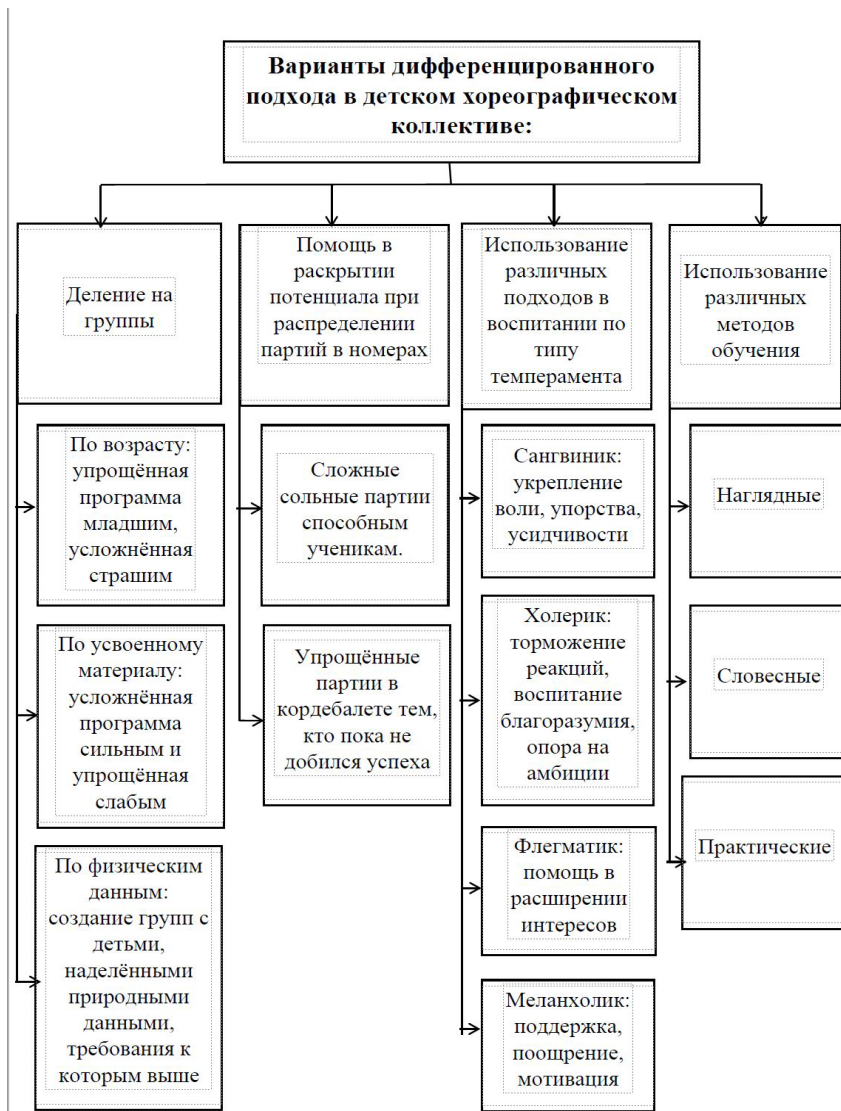 Варианты дифференцированного
подхода в детском хореографическом
коллективе:
Деление на
группы
По возрасту:
упрощённая
программа
младшим,
усложнённая
страшим
По усвоенному
материалу:
усложнённая
программа
сильным и
упрощённая
слабым
По физическим
данным:
создание групп с
детьми,
наделёнными
природными
данными,
требования к
которым выше
Помощь в
раскрытии
потенциала при
распределении
партий в номерах
Сложные
сольные партии
способным
ученикам.
Упрощённые
партии в
кордебалете тем,
кто пока не
добился успеха
Использование
различных
подходов в
воспитании по
типу
темперамента
Сангвиник:
укрепление
воли, упорства,
усидчивости
Холерик:
торможение
реакций,
воспитание
благоразумия,
опора на
амбиции
Флегматик:
помощь в
расширении
интересов
Меланхолик:
поддержка,
поощрение,
мотивация
Использование
различных
методов
обучения
Наглядные
Словесные
Практические